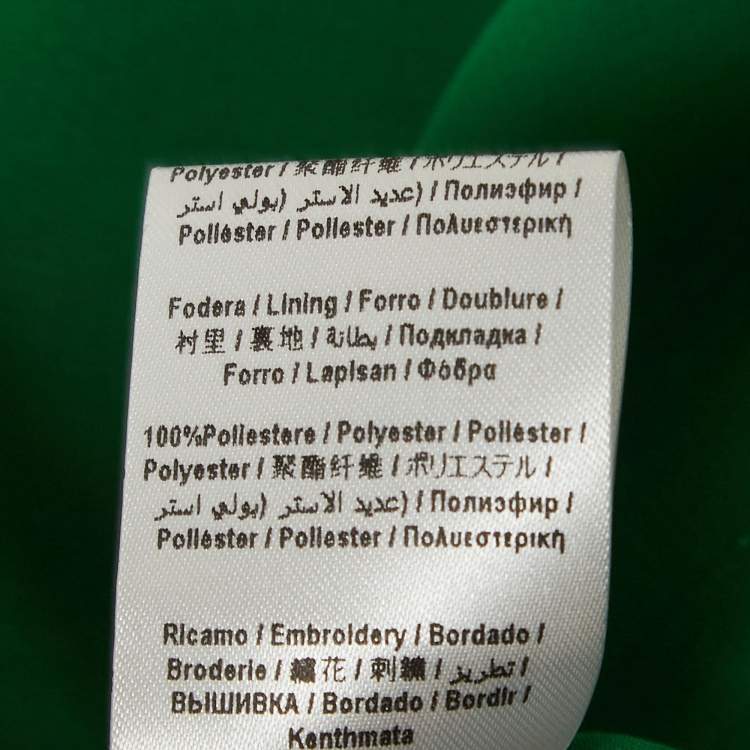 Polyester / 聚酯纤维 / ポリエステル /
عديد الاستر (بولي استر) / Полиэфир /
Poliéster / Poliester / Πολυεστερική
Fodera / Lining / Forro / Doublure /
衬里 / 裏地 / بطانة / Подкладка /
Forro / Lapisan / Φόδρα
100%Poliestere / Polyester / Poliéster /
Polyester / 聚酯纤维 / ポリエステル /
عديد الاستر (بولي استر) / Полиэфир /
Poliéster / Poliester / Πολυεστερική
Ricamo / Embroidery / Bordado /
Broderie / 繡花 / 刺繍 / تطريز /
ВЫШИВКА / Bordado / Bordir /
Kenthmata